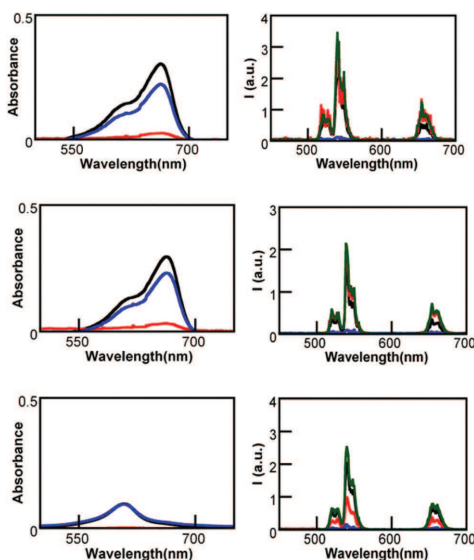 0.5
Absorbance
0
550
700
Wavelength(nm)
4
3
2
1
0
I (a.u.)
500
600
700
Wavelength(nm)
0.5
Absorbance
0
550
700
Wavelength(nm)
3
2
1
0
I (a.u.)
500
600
700
Wavelength(nm)
0.5
Absorbance
0
550
700
Wavelength(nm)
4
3
2
1
0
I (a.u.)
500
600
700
Wavelength(nm)